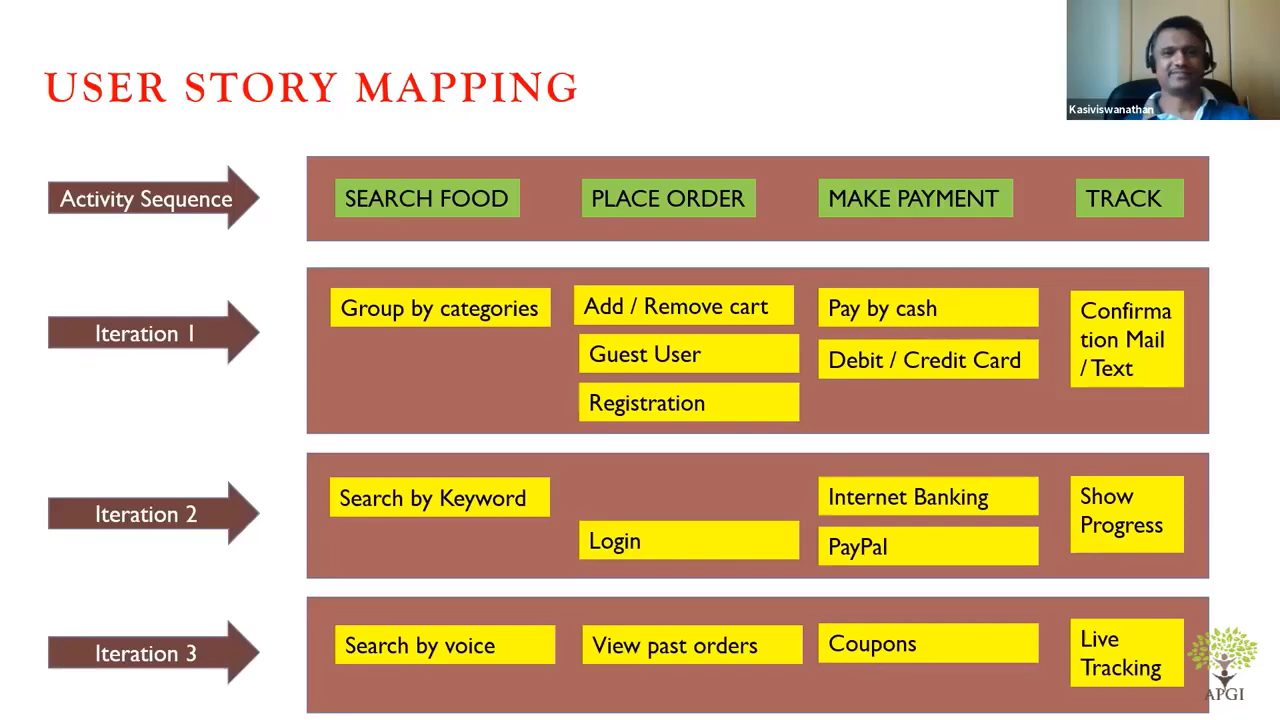 USER STORY MAPPING
Kasiviswanathan
Activity Sequence
SEARCH FOOD
PLACE ORDER
MAKE PAYMENT
TRACK
Iteration 1
Group by categories
Add / Remove cart
Guest User
Registration
Pay by cash
Debit / Credit Card
Confirma
tion Mail
/ Text
Iteration 2
Search by Keyword
Login
Internet Banking
PayPal
Show
Progress
Iteration 3
Search by voice
View past orders
Coupons
Live
Tracking
APGI